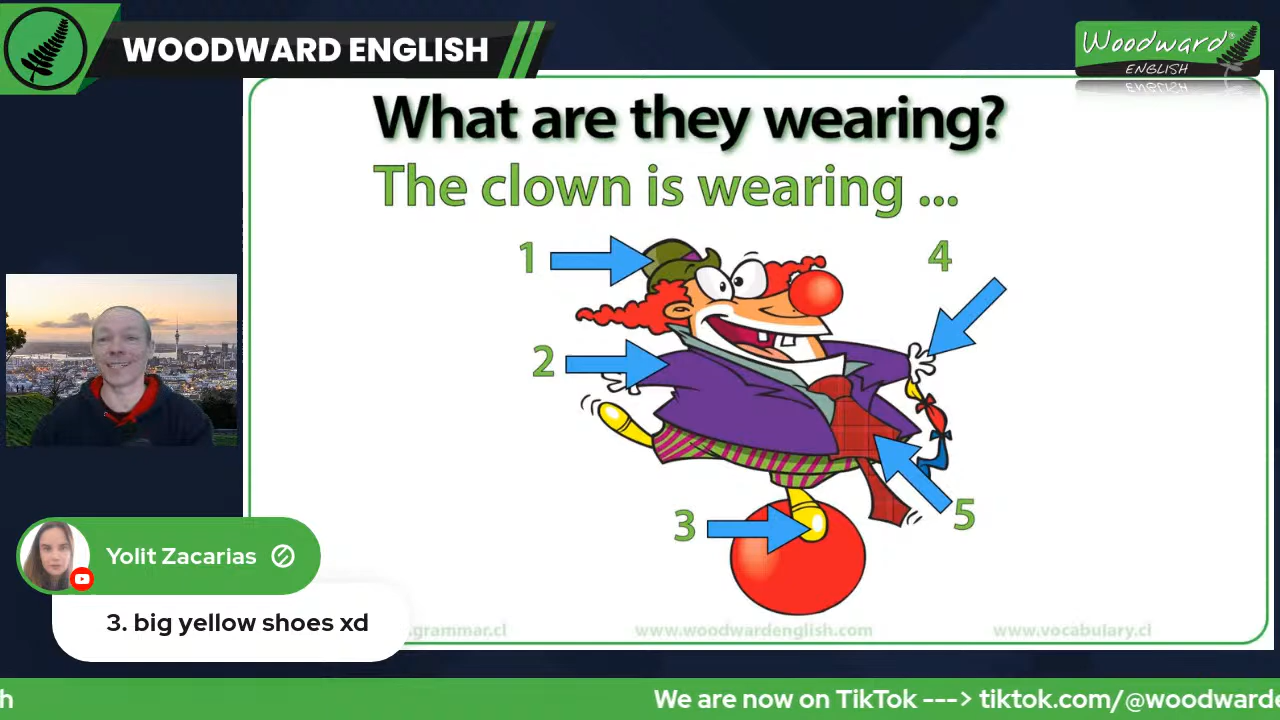 WOODWARD ENGLISH
Woodward®
ENGLISH
What are they wearing?
The clown is wearing ...
1
4
2
3
5
Yolit Zacarias
3. big yellow shoes xd
.grammar.cl
www.woodwardenglish.com
www.vocabulary.cl
h
We are now on TikTok ---> tiktok.com/@woodwarde